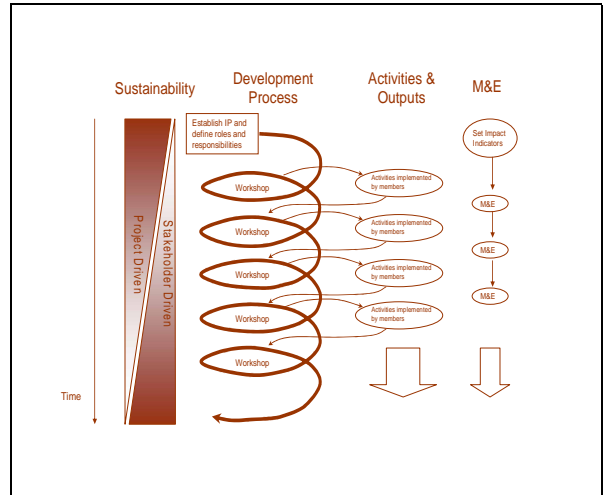 Sustainability
Development
Process
Activities &
Outputs
M&E
Establish IP and
define roles and
responsibilities
Set Impact
Indicators
Workshop
Activities implemented
by members
M&E
Workshop
Activities implemented
by members
M&E
Workshop
Activities implemented
by members
M&E
Workshop
Activities implemented
by members
Workshop
Project Driven
Stakeholder Driven
Time